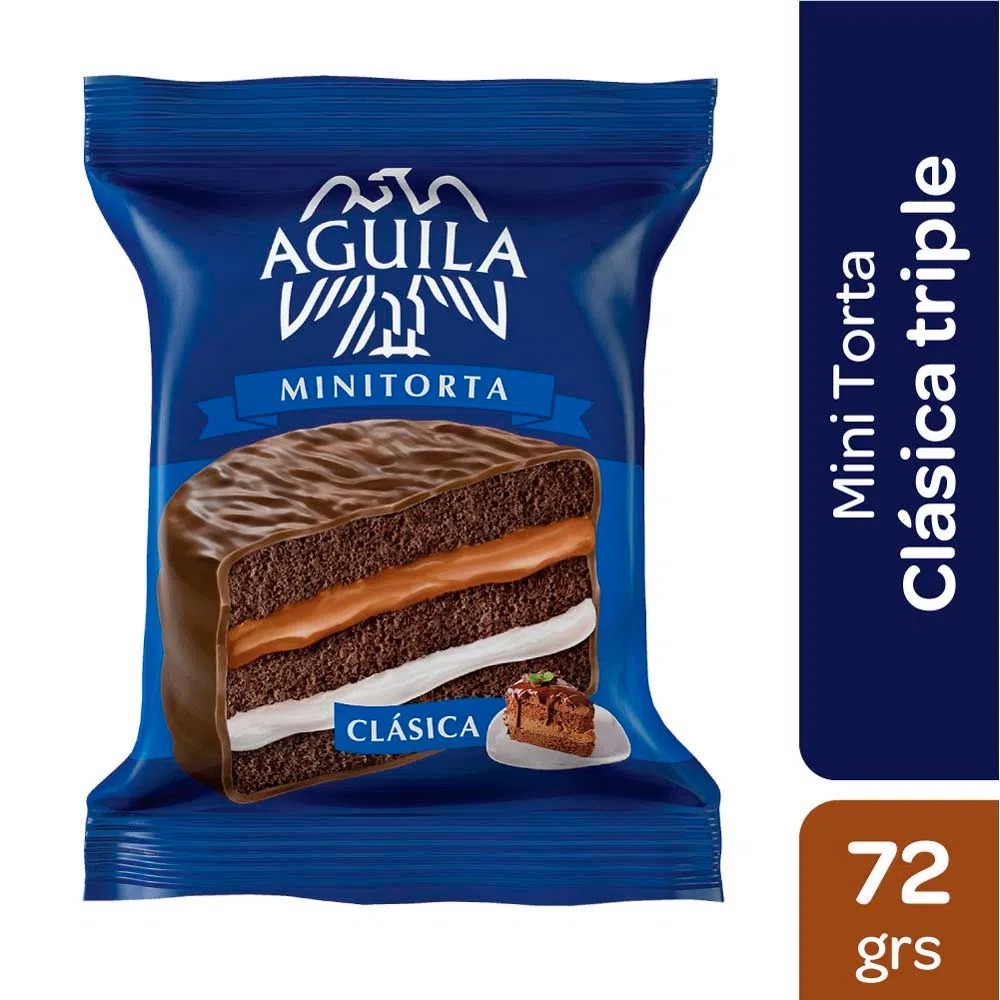 AGUILA
MINITORTA
CLÁSICA
Mini Torta
Clásica triple
72
grs